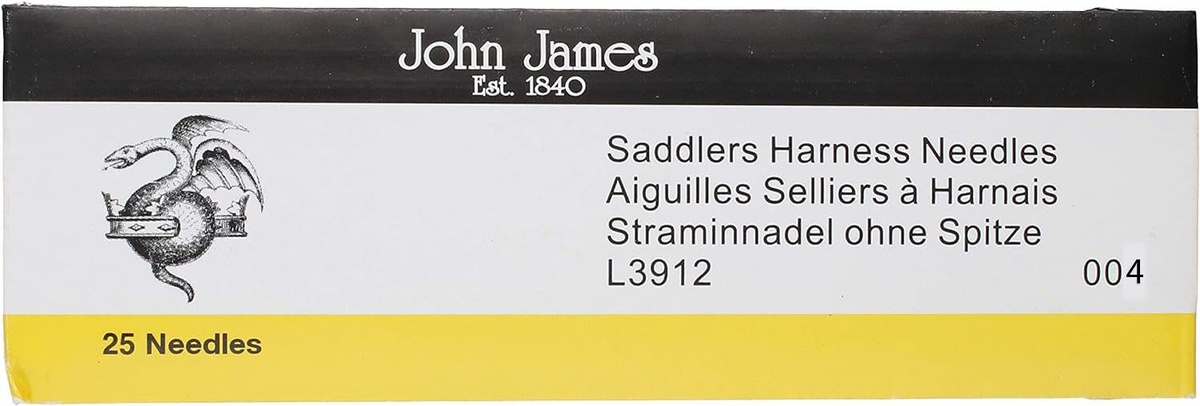 John James
Est. 1840
Saddlers Harness Needles
Aiguilles Selliers à Harnais
Straminnadel ohne Spitze
L3912 004
25 Needles